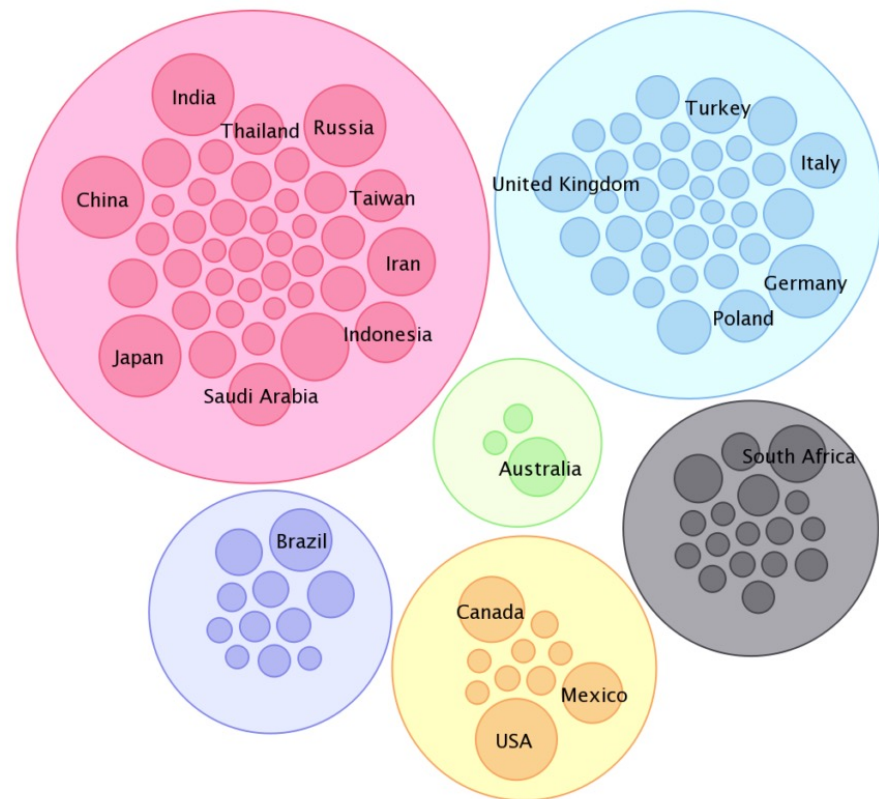 India
Thailand
Russia
China
Taiwan
Iran
Japan
Indonesia
Saudi Arabia
Turkey
Italy
United Kingdom
Germany
Poland
Australia
South Africa
Brazil
Canada
Mexico
USA